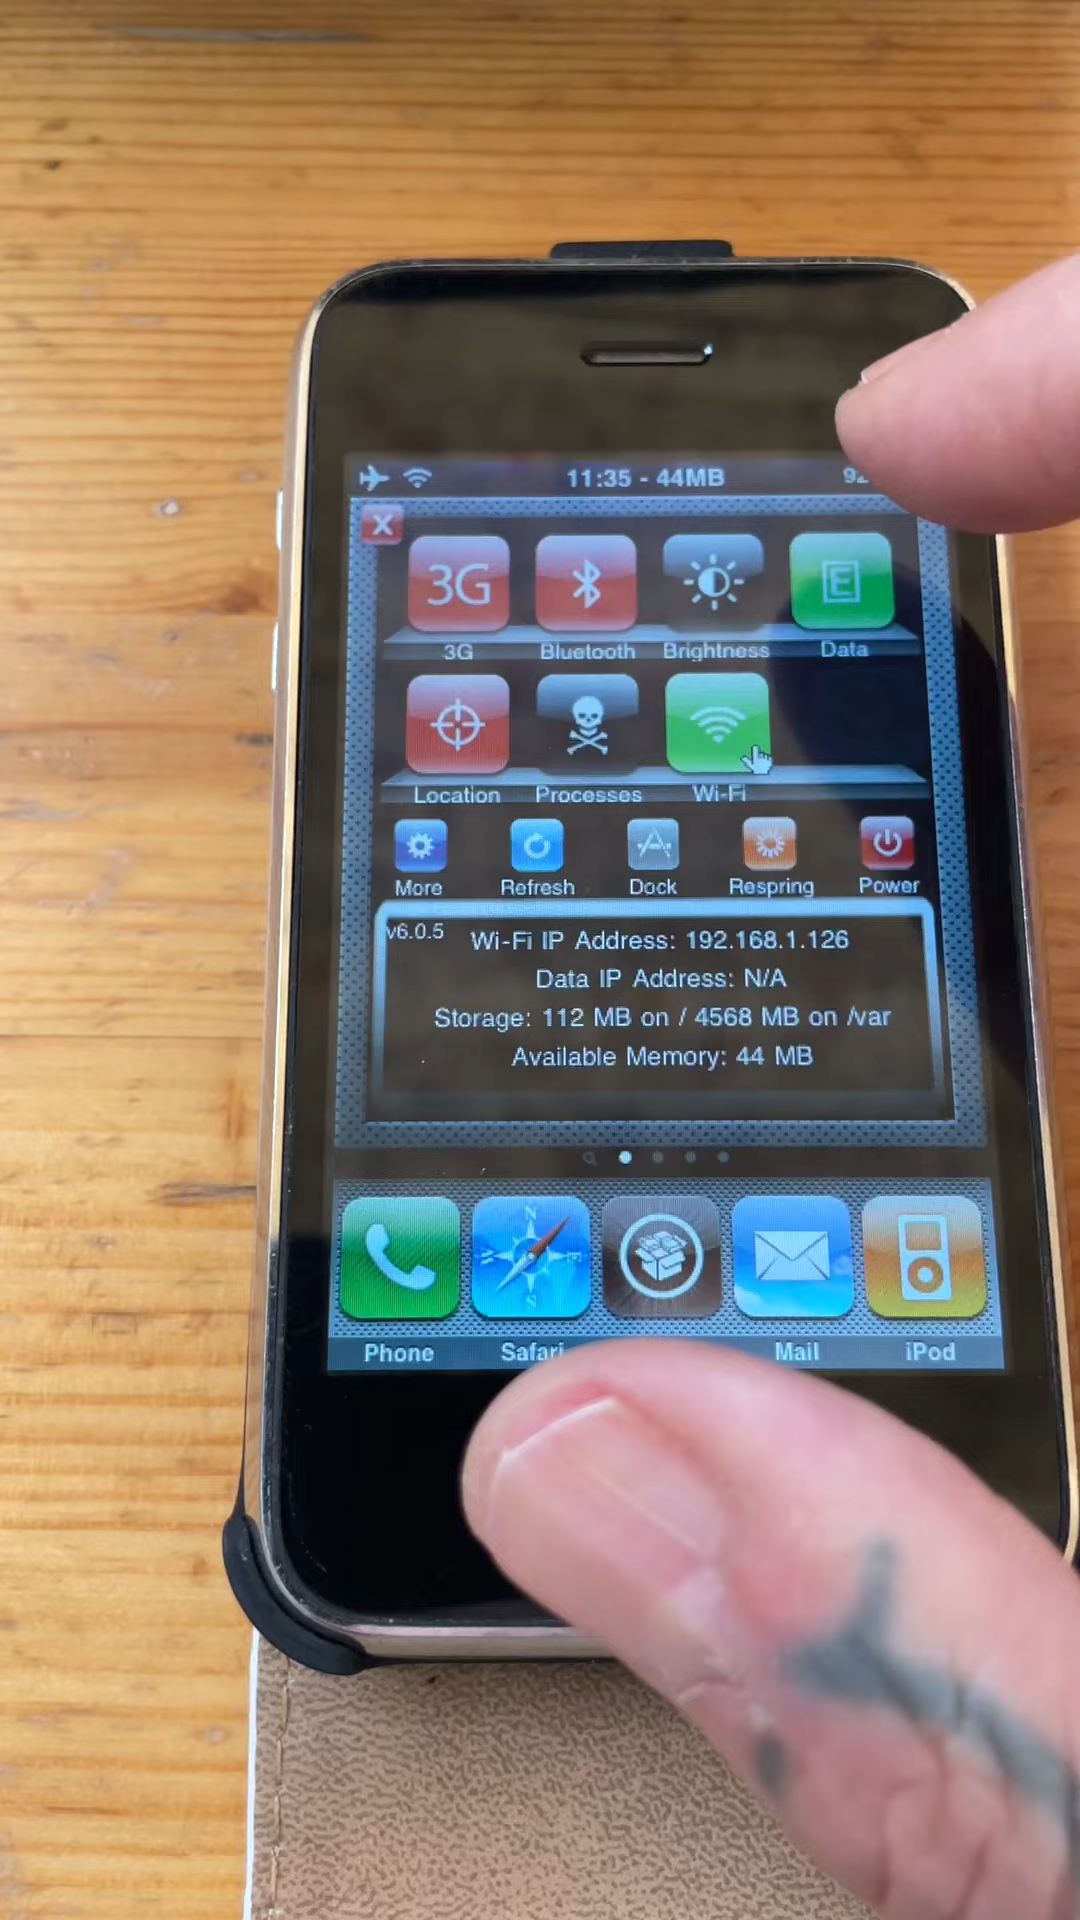 11:35 - 44MB
92
X
3G
E
3G Bluetooth Brightness Data
Location Processes Wi-Fi
More Refresh Dock Respring Power
v6.0.5
Wi-Fi IP Address: 192.168.1.126
Data IP Address: N/A
Storage: 112 MB on / 4568 MB on /var
Available Memory: 44 MB
N
W E
S
Phone Safari Mail iPod